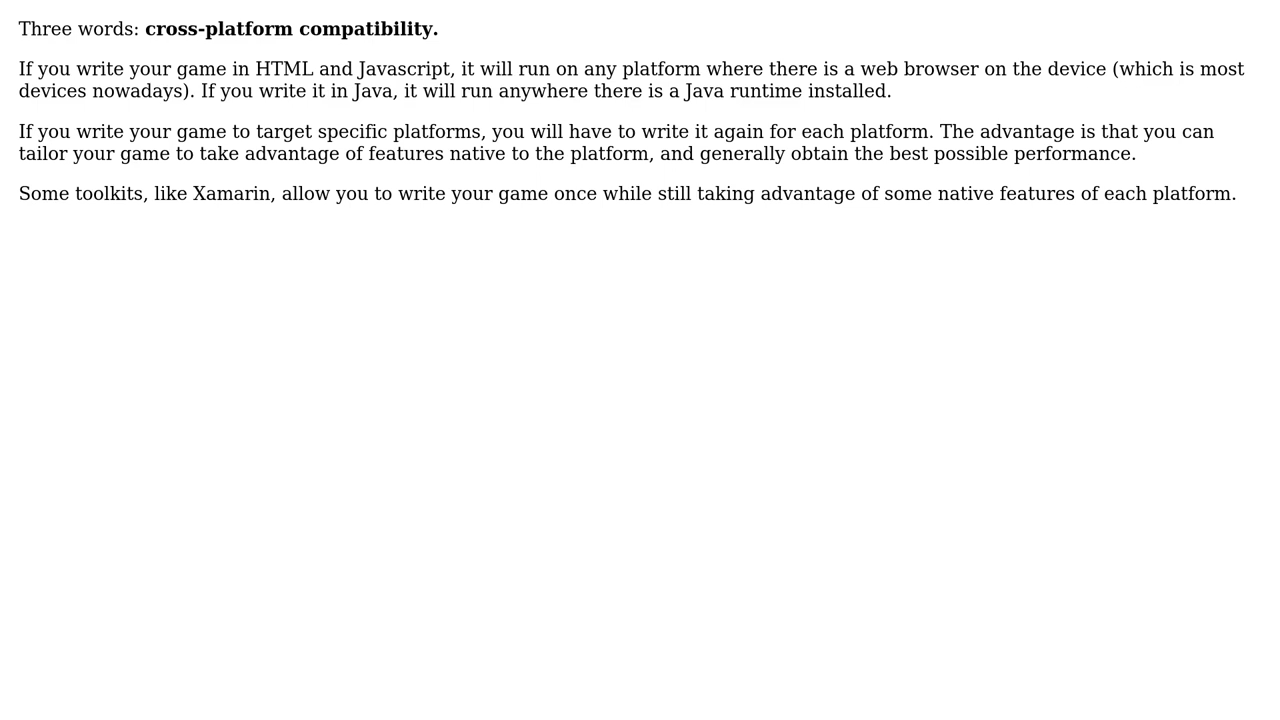 Three words: cross-platform compatibility.
If you write your game in HTML and Javascript, it will run on any platform where there is a web browser on the device (which is most
devices nowadays). If you write it in Java, it will run anywhere there is a Java runtime installed.
If you write your game to target specific platforms, you will have to write it again for each platform. The advantage is that you can
tailor your game to take advantage of features native to the platform, and generally obtain the best possible performance.
Some toolkits, like Xamarin, allow you to write your game once while still taking advantage of some native features of each platform.